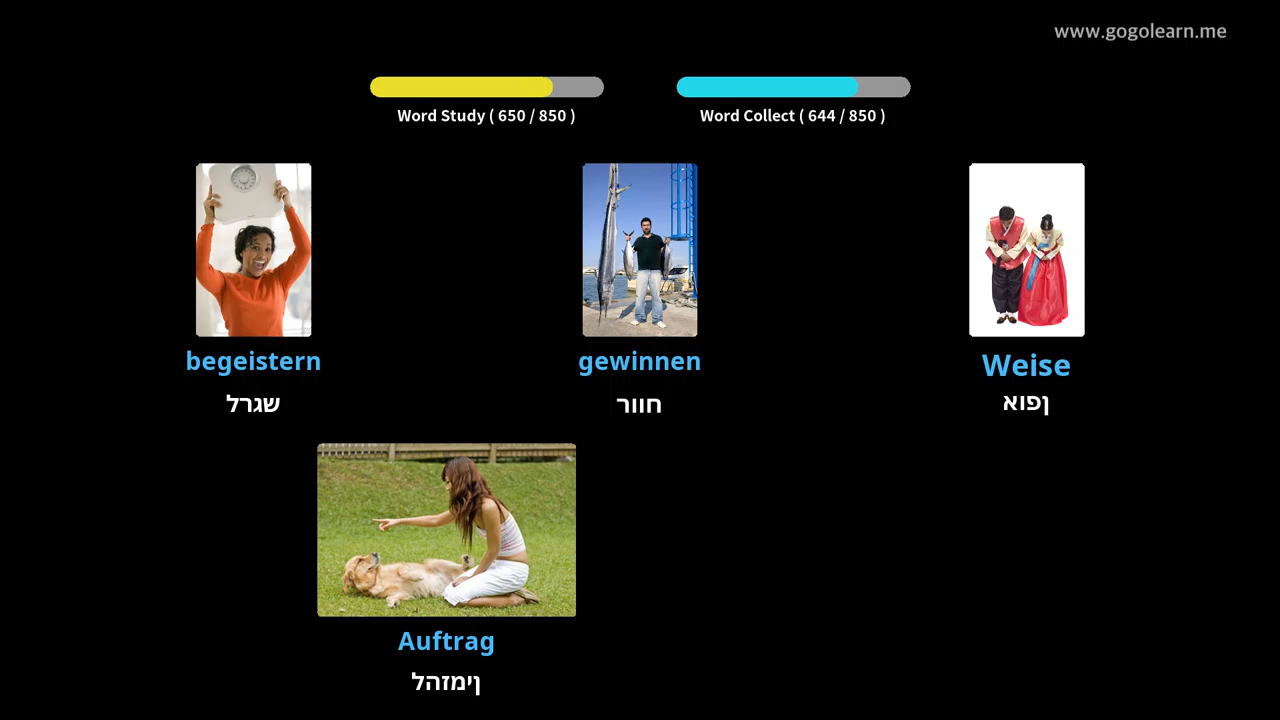 www.gogolearn.me
Word Study ( 650 / 850 )
Word Collect ( 644 / 850 )
begeistern
שגרל
gewinnen
חוור
Weise
ןפוא
Auftrag
ןימזהל